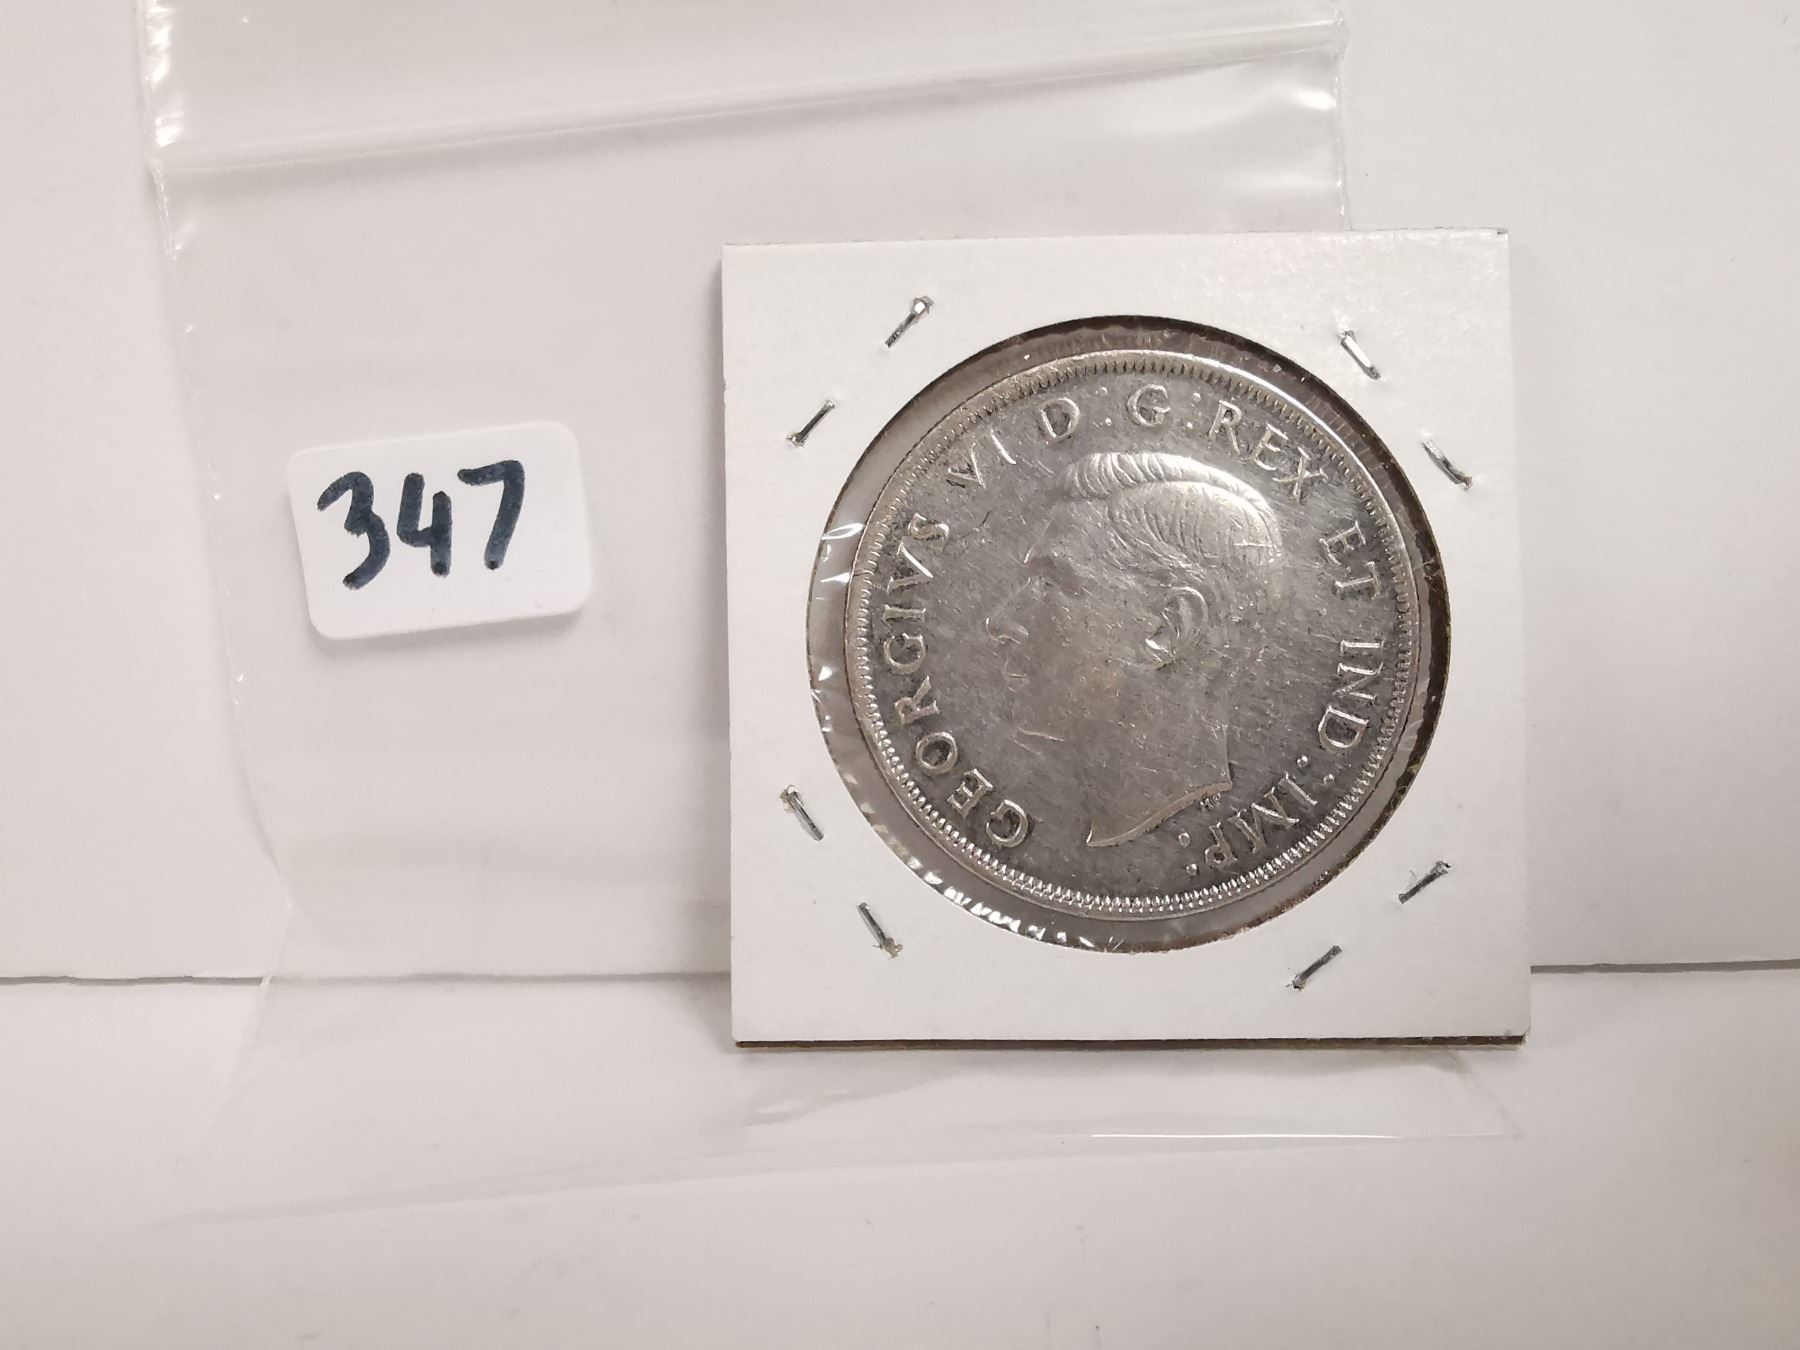 347
GEORGIVS VI D:G:REX ET IND:IMP: